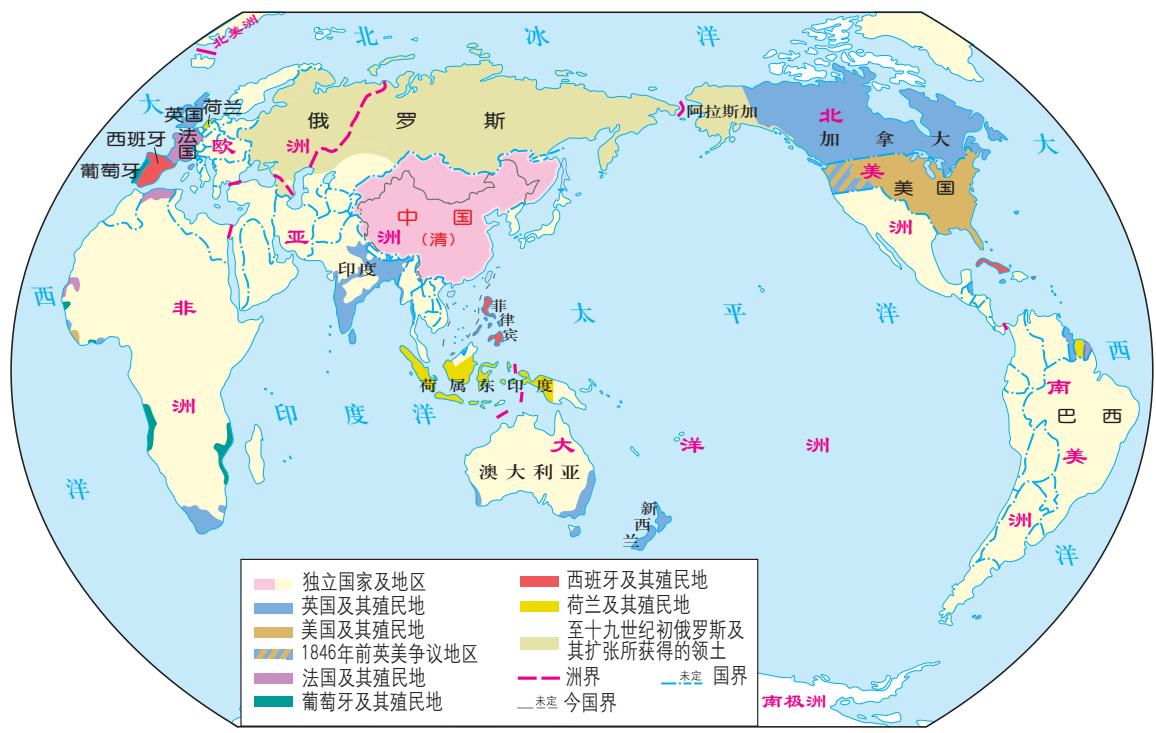 北美洲
北 冰 洋
大
西
洋
英国
荷兰
法国
西班牙
葡萄牙
欧 洲
俄 罗 斯
阿拉斯加
北 美 洲
加 拿 大
美 国
大
西
洋
中 国
（清）
亚 洲
印度
非
洲
菲律宾
太 平 洋
荷属东印度
印 度 洋
大 洋 洲
澳大利亚
新西兰
南 美 洲
巴 西
南极洲
独立国家及地区
英国及其殖民地
美国及其殖民地
1846年前英美争议地区
法国及其殖民地
葡萄牙及其殖民地
西班牙及其殖民地
荷兰及其殖民地
至十九世纪初俄罗斯及
其扩张所获得的领土
洲界
未定 国界
未定 今国界